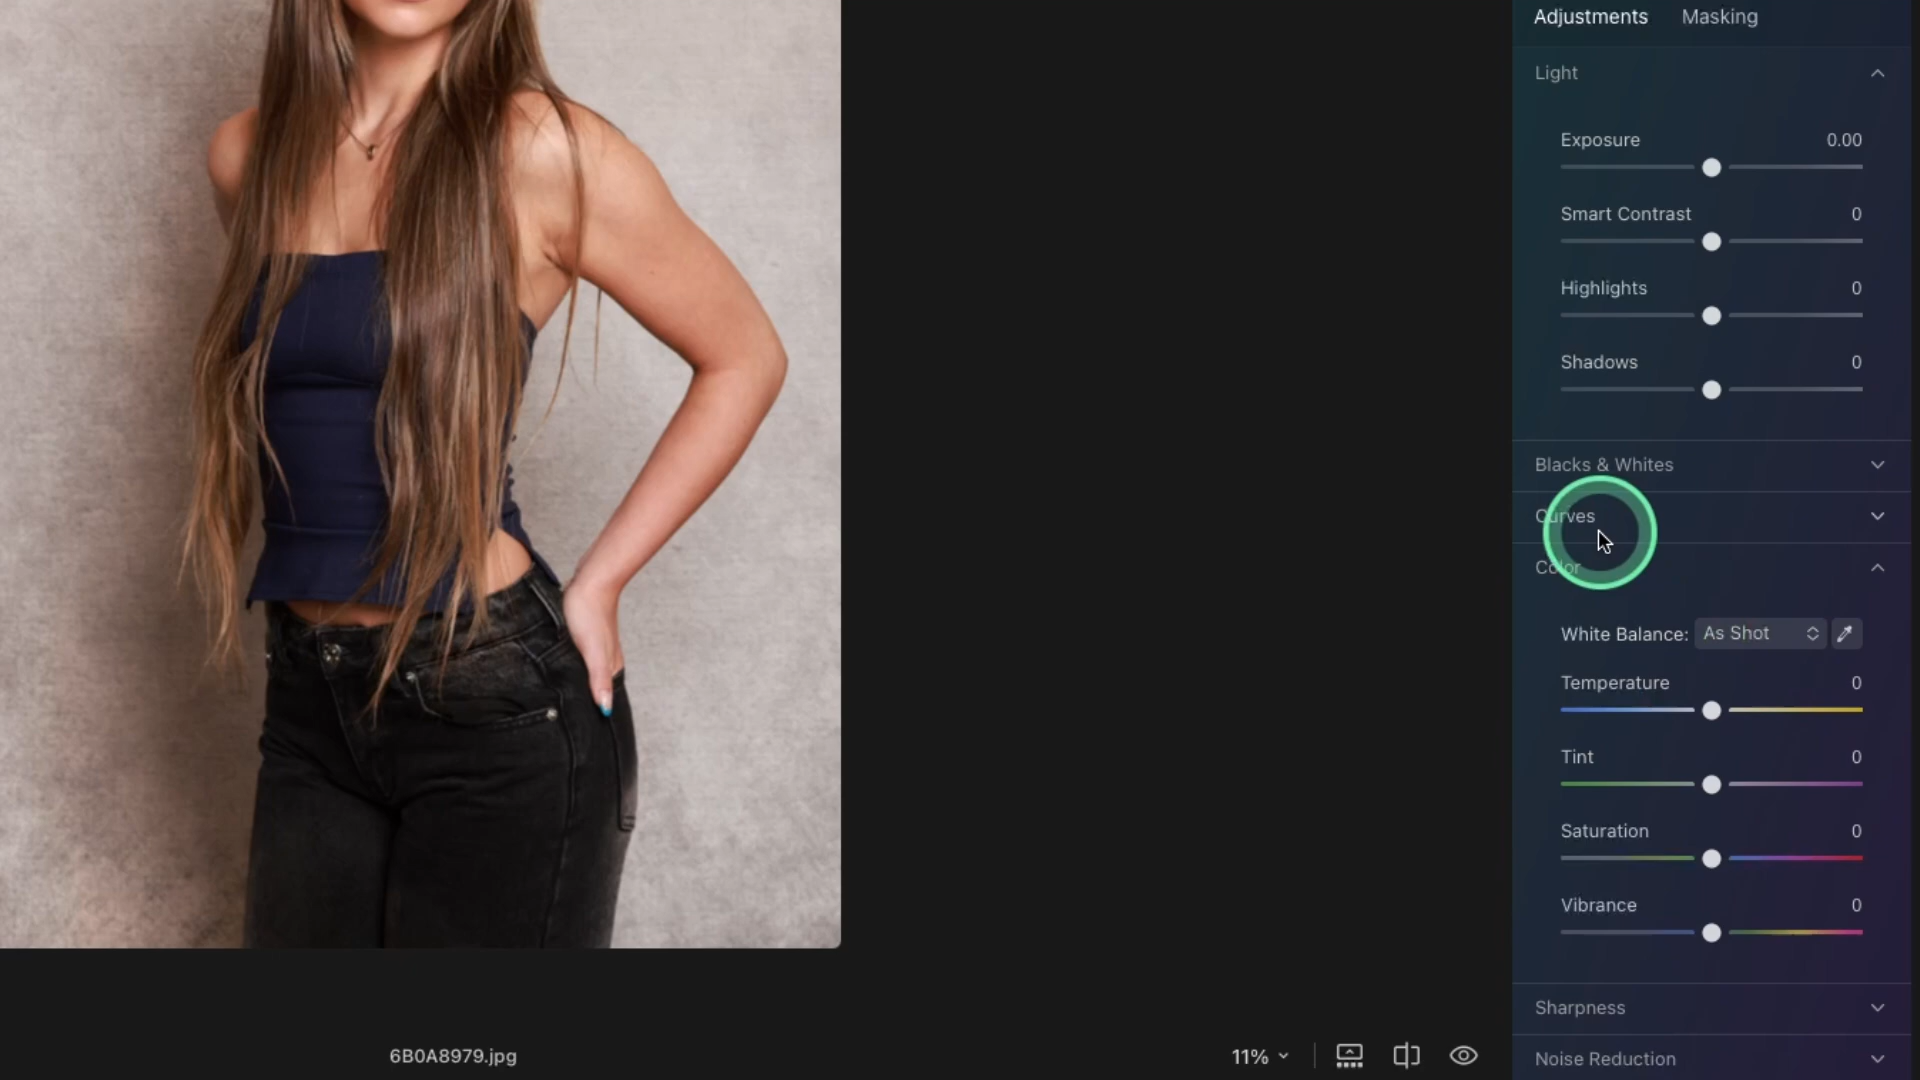 Adjustments Masking
Light
Exposure 0.00
Smart Contrast 0
Highlights 0
Shadows 0
Blacks & Whites
Curves
Color
White Balance: As Shot
Temperature 0
Tint 0
Saturation 0
Vibrance 0
Sharpness
Noise Reduction
6B0A8979.jpg
11%